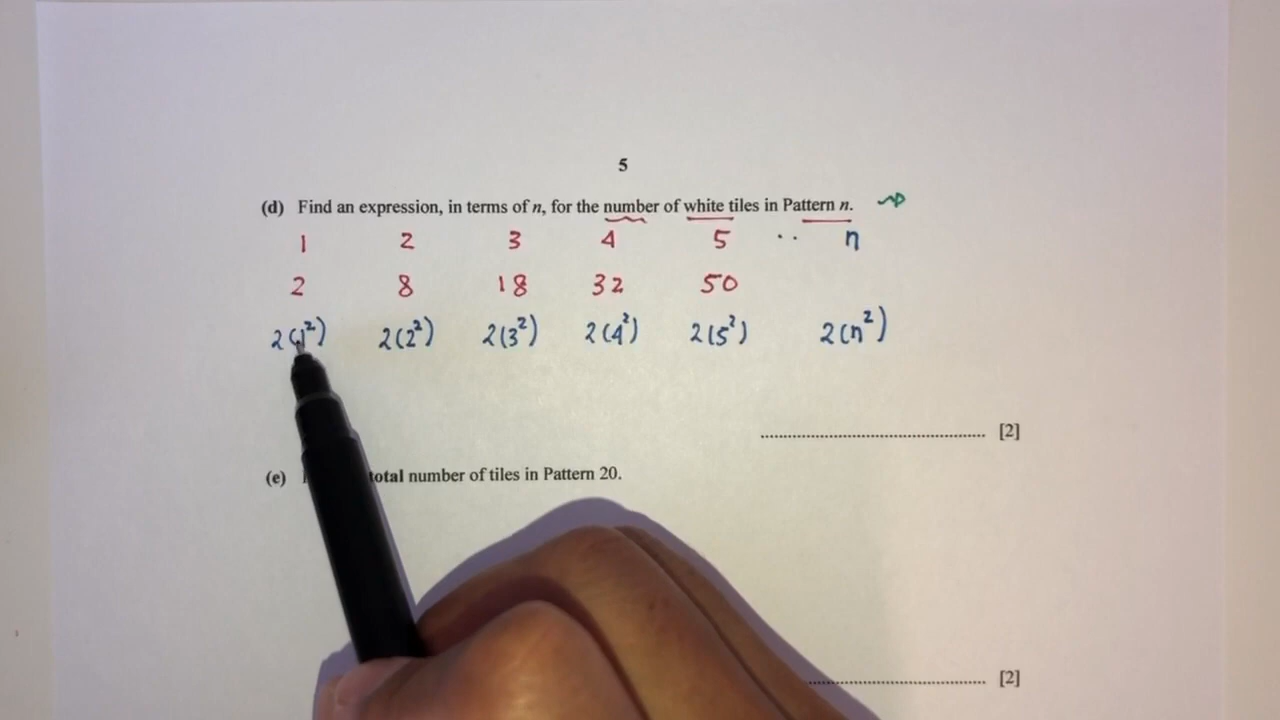 5
(d) Find an expression, in terms of n, for the number of white tiles in Pattern n.
1 2 3 4 5 .. n
2 8 18 32 50
2(1²) 2(2²) 2(3²) 2(4²) 2(5²) 2(n²)
................................................ [2]
(e) total number of tiles in Pattern 20.
...................................... [2]